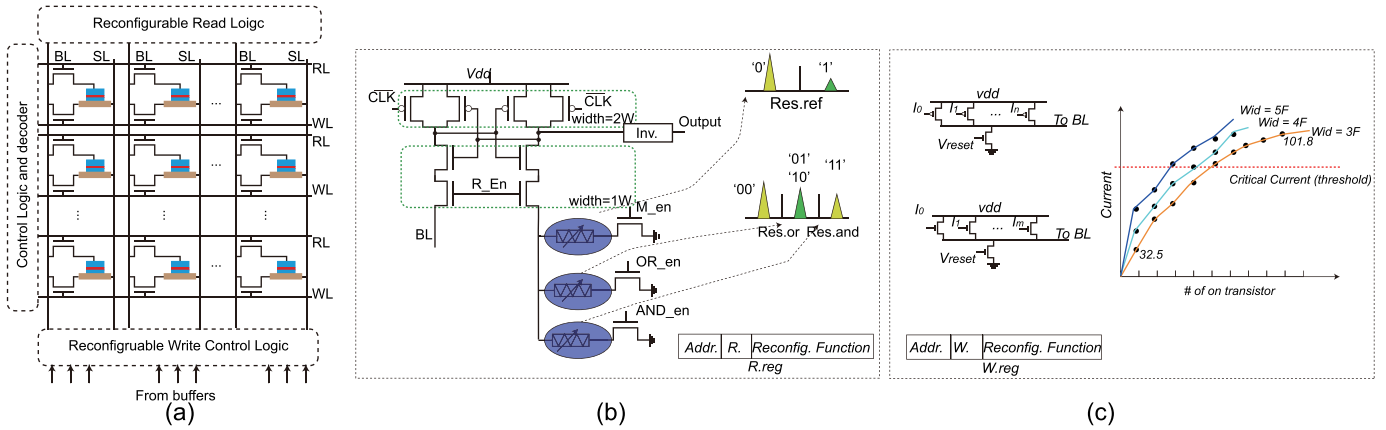 Reconfigurable Read Loigc
Control Logic and decoder
BL SL BL SL BL SL
RL
...
WL
RL
...
WL
RL
...
WL
Reconfigruable Write Control Logic
From buffers
(a)
Vdd
CLK CLK
width=2W
Inv.
Output
R_En
width=1W
BL
M_en
OR_en
AND_en
'0' '1'
Res.ref
'01'
'00' '10' '11'
Res.or Res.and
Addr. R. Reconfig. Function
R.reg
(b)
vdd
I0 I1 ... In
To BL
Vreset
vdd
I0 I1 ... Im
To BL
Vreset
Addr. W. Reconfig. Function
W.reg
Current
Wid = 5F
Wid = 4F
Wid = 3F
101.8
Critical Current (threshold)
32.5
# of on transistor
(c)